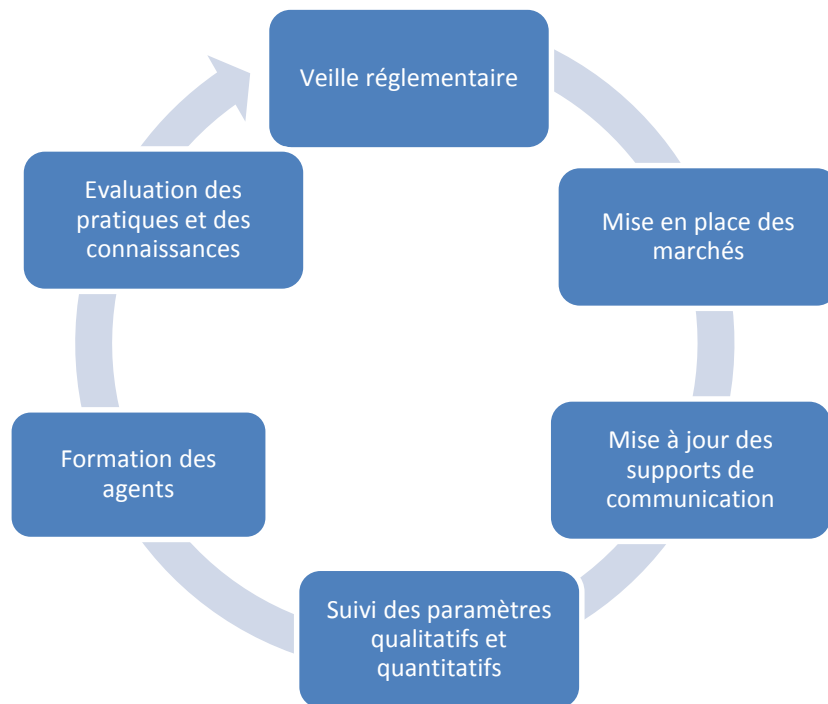 Veille réglementaire
Mise en place des
marchés
Mise à jour des
supports de
communication
Suivi des paramètres
qualitatifs et
quantitatifs
Formation des
agents
Evaluation des
pratiques et des
connaissances